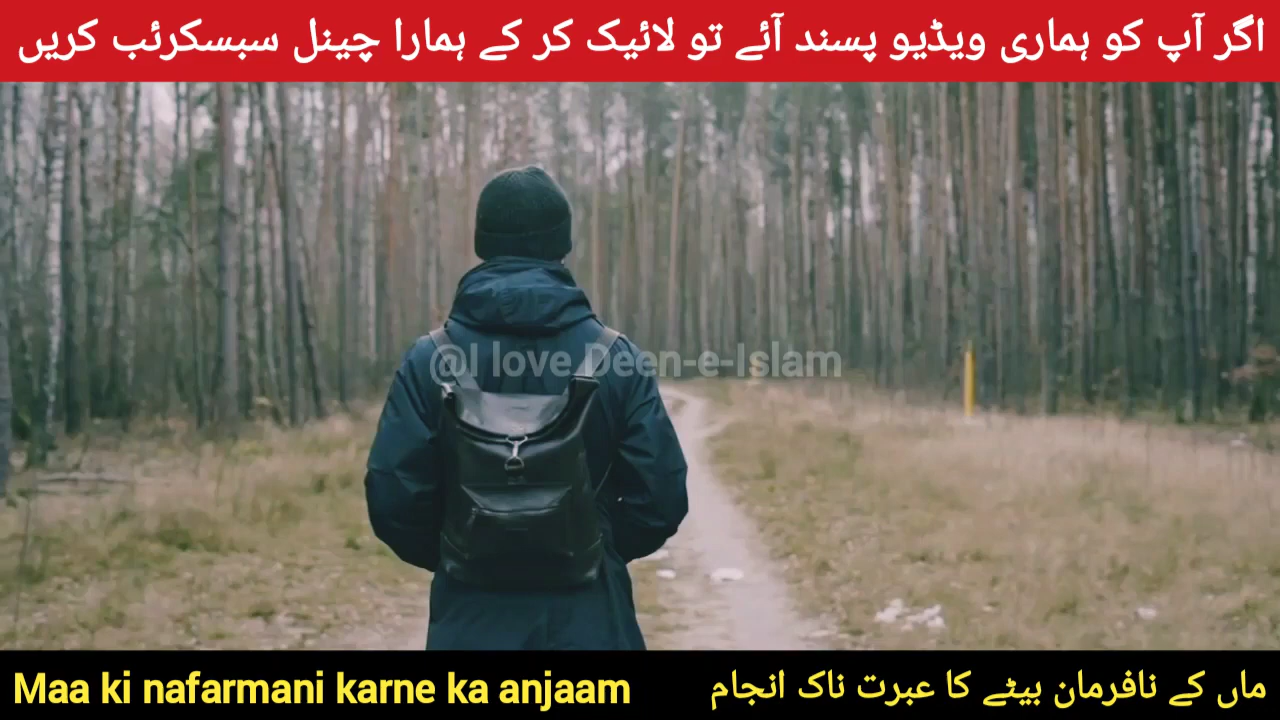 اگر آپ کو ہماری ویڈیو پسند آئے تو لائیک کر کے ہمارا چینل سبسکرئب کریں
@I love Deen-e-Islam
Maa ki nafarmani karne ka anjaam
ماں کے نافرمان بیٹے کا عبرت ناک انجام